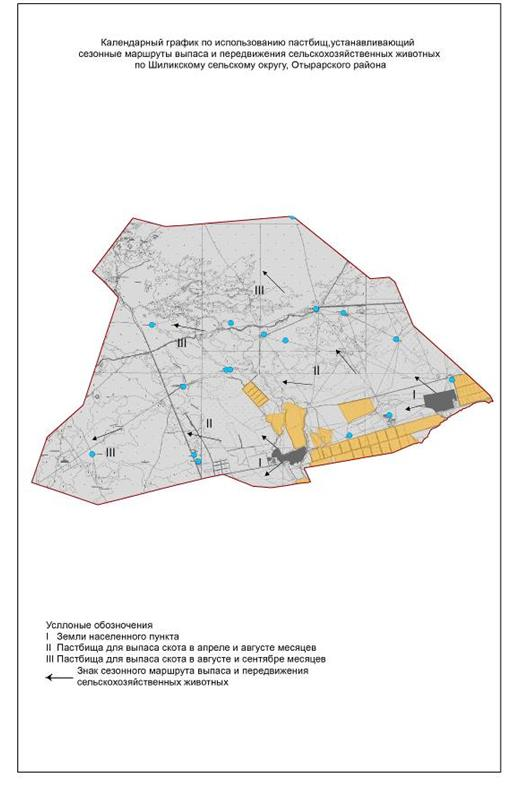 Календарный график по использованию пастбищ,устанавливающий
сезонные маршруты выпаса и передвижения сельскохозяйственных животных
по Шиликскому сельскому округу, Отырарского района
III
III
II
I
II
III
I
Усллоные обозночения
I Земли населенного пункта
II Пастбища для выпаса скота в апреле и августе месяцев
III Пастбища для выпаса скота в августе и сентябре месяцев
Знак сезонного маршрута выпаса и передвижения
сельскохозяйственных животных